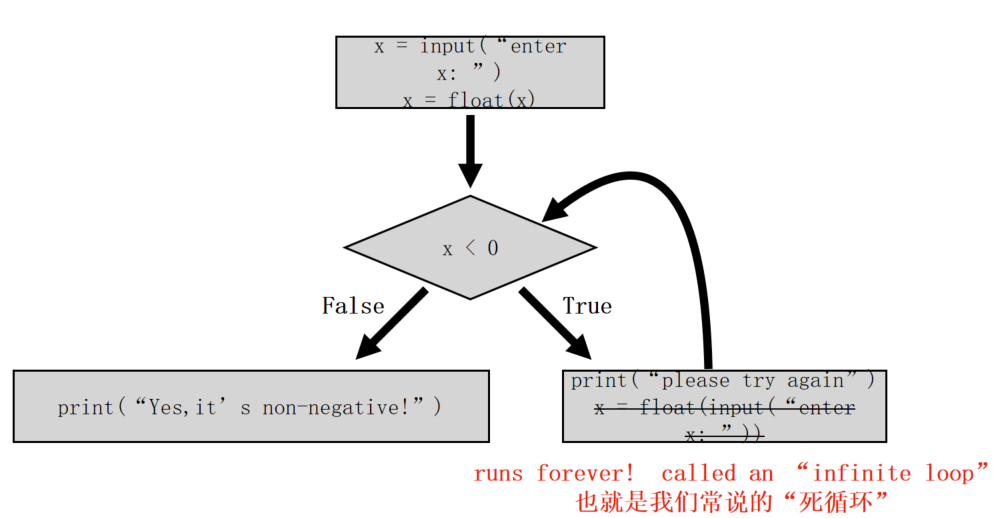 x = input(“enter
x: ”)
x = float(x)
x < 0
False
True
print(“Yes,it’s non-negative!”)
print(“please try again”)
x = float(input(“enter
x: ”))
runs forever! called an “infinite loop”
也就是我们常说的“死循环”